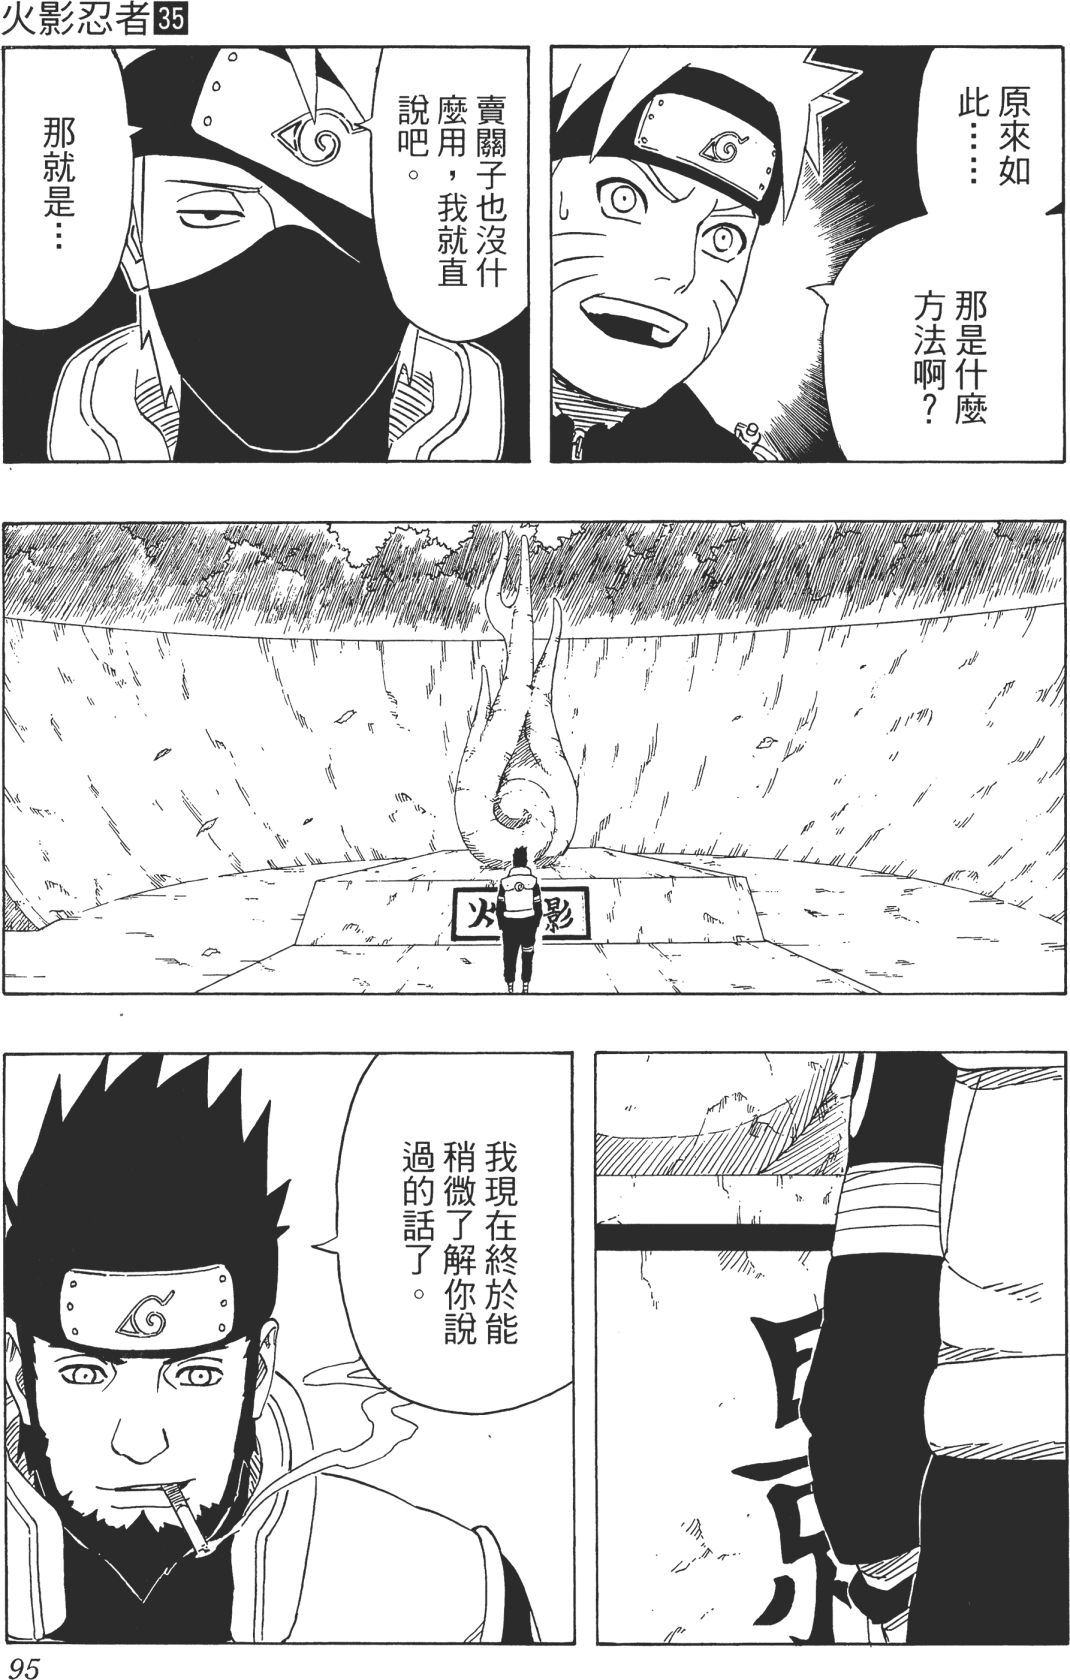 火影忍者35
原來如
此……
那是什麼
方法啊？
賣關子也沒什
麼用，我就直
說吧。
那就是…
火影
我現在終於能
稍微了解你說
過的話了。
95